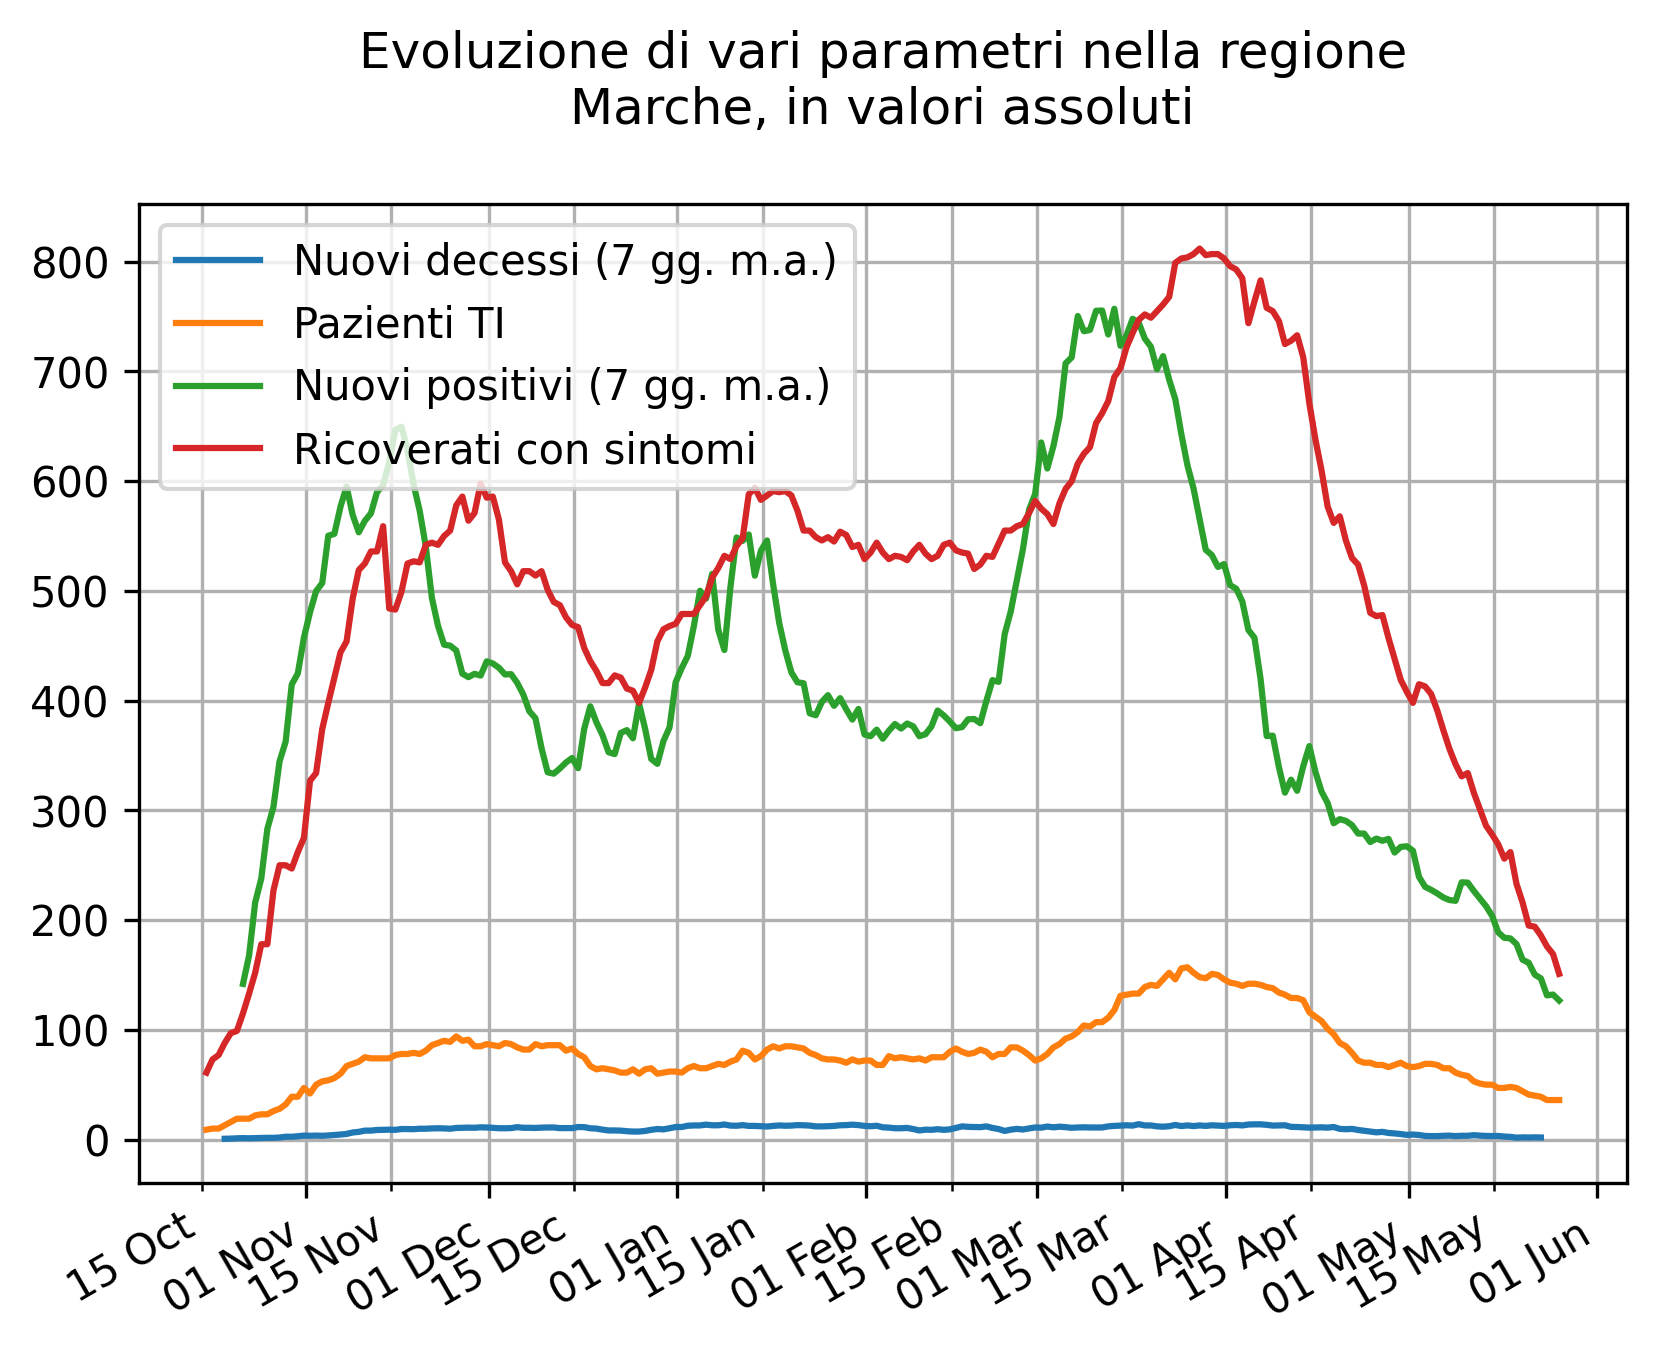 Evoluzione di vari parametri nella regione
Marche, in valori assoluti
Nuovi decessi (7 gg. m.a.)
Pazienti TI
Nuovi positivi (7 gg. m.a.)
Ricoverati con sintomi
800
700
600
500
400
300
200
100
0
15 Oct
01 Nov
15 Nov
01 Dec
15 Dec
01 Jan
15 Jan
01 Feb
15 Feb
01 Mar
15 Mar
01 Apr
15 Apr
01 May
15 May
01 Jun